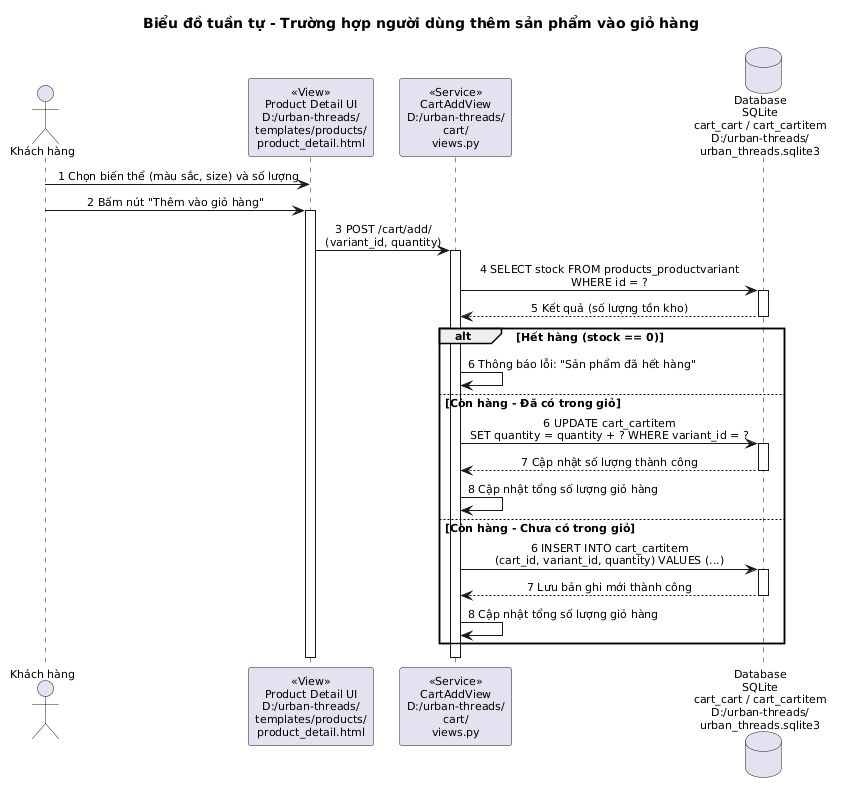 Biểu đồ tuần tự - Trường hợp người dùng thêm sản phẩm vào giỏ hàng
Khách hàng
«View»
Product Detail UI
D:/urban-threads/
templates/products/
product_detail.html
«Service»
CartAddView
D:/urban-threads/
cart/
views.py
Database
SQLite
cart_cart / cart_cartitem
D:/urban-threads/
urban_threads.sqlite3
1 Chọn biến thể (màu sắc, size) và số lượng
2 Bấm nút "Thêm vào giỏ hàng"
3 POST /cart/add/
(variant_id, quantity)
4 SELECT stock FROM products_productvariant
WHERE id = ?
5 Kết quả (số lượng tồn kho)
alt [Hết hàng (stock == 0)]
6 Thông báo lỗi: "Sản phẩm đã hết hàng"
[Còn hàng - Đã có trong giỏ]
6 UPDATE cart_cartitem
SET quantity = quantity + ? WHERE variant_id = ?
7 Cập nhật số lượng thành công
8 Cập nhật tổng số lượng giỏ hàng
[Còn hàng - Chưa có trong giỏ]
6 INSERT INTO cart_cartitem
(cart_id, variant_id, quantity) VALUES (...)
7 Lưu bản ghi mới thành công
8 Cập nhật tổng số lượng giỏ hàng
Khách hàng
«View»
Product Detail UI
D:/urban-threads/
templates/products/
product_detail.html
«Service»
CartAddView
D:/urban-threads/
cart/
views.py
Database
SQLite
cart_cart / cart_cartitem
D:/urban-threads/
urban_threads.sqlite3